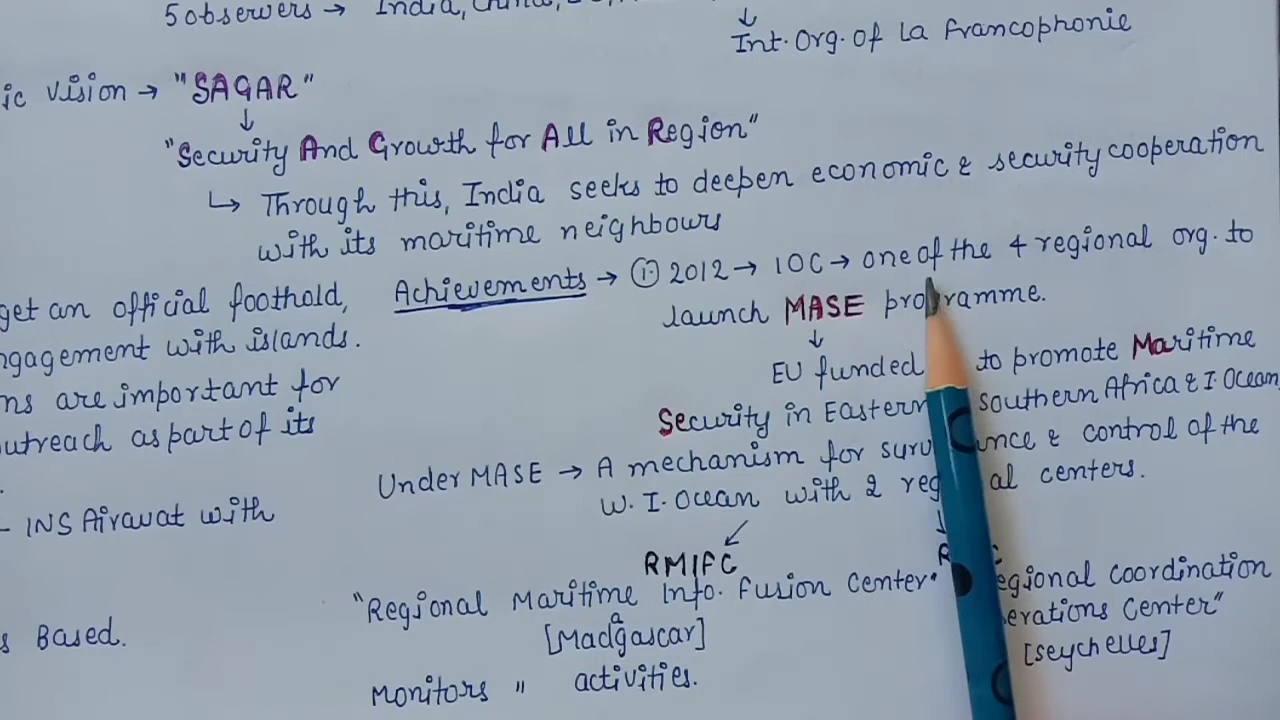 5 observers → India, China,
↓
Int. Org. of La Francophonie
ic vision → "SAGAR"
↓
"Security And Growth for All in Region"
↳ Through this, India seeks to deepen economic & security cooperation
with its maritime neighbours
get an official foothold,
ngagement with islands.
ns are important for
utreach as part of its
- INS Airavat with
s Based.
Achievements → (i) 2012 → IOC → one of the 4 regional org. to
launch MASE programme.
↓
EU funded to promote Maritime
Security in Eastern Southern Africa & I. Ocean
Under MASE → A mechanism for surv nce & control of the
W. I. Ocean with 2 reg al centers.
RMIFC
"Regional Maritime Info. Fusion Center"
[Madagascar]
Monitors " activities.
R C
egional coordination
erations Center"
[Seychelles]